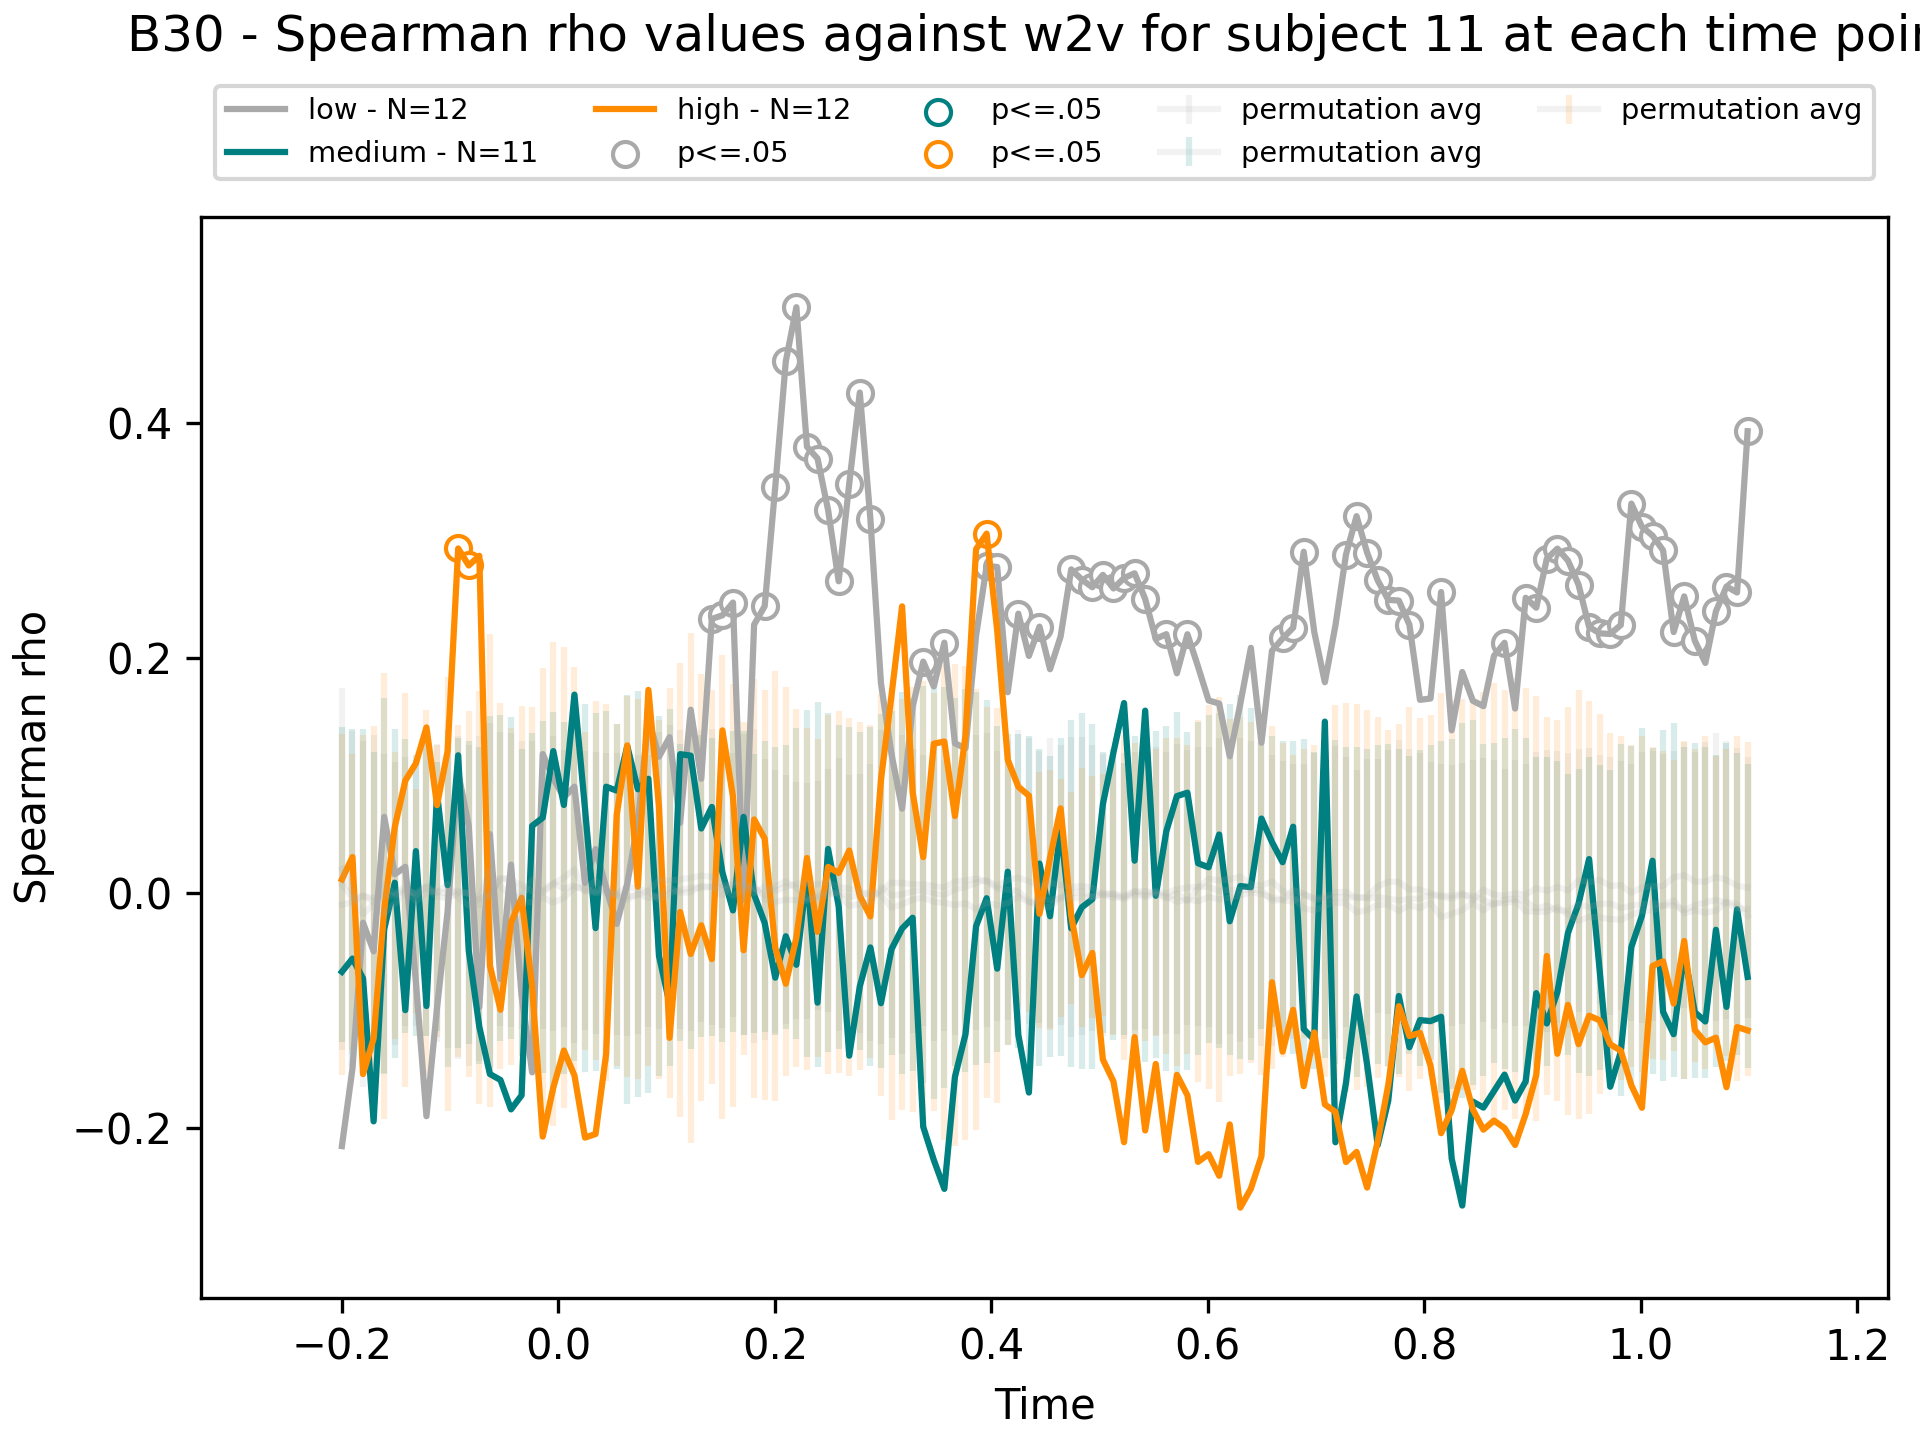 B30 - Spearman rho values against w2v for subject 11 at each time
low - N=12
medium - N=11
high - N=12
p<=.05
p<=.05
p<=.05
permutation avg
permutation avg
permutation avg
Spearman rho
0.4
0.2
0.0
−0.2
−0.2
0.0
0.2
0.4
0.6
0.8
1.0
1.2
Time